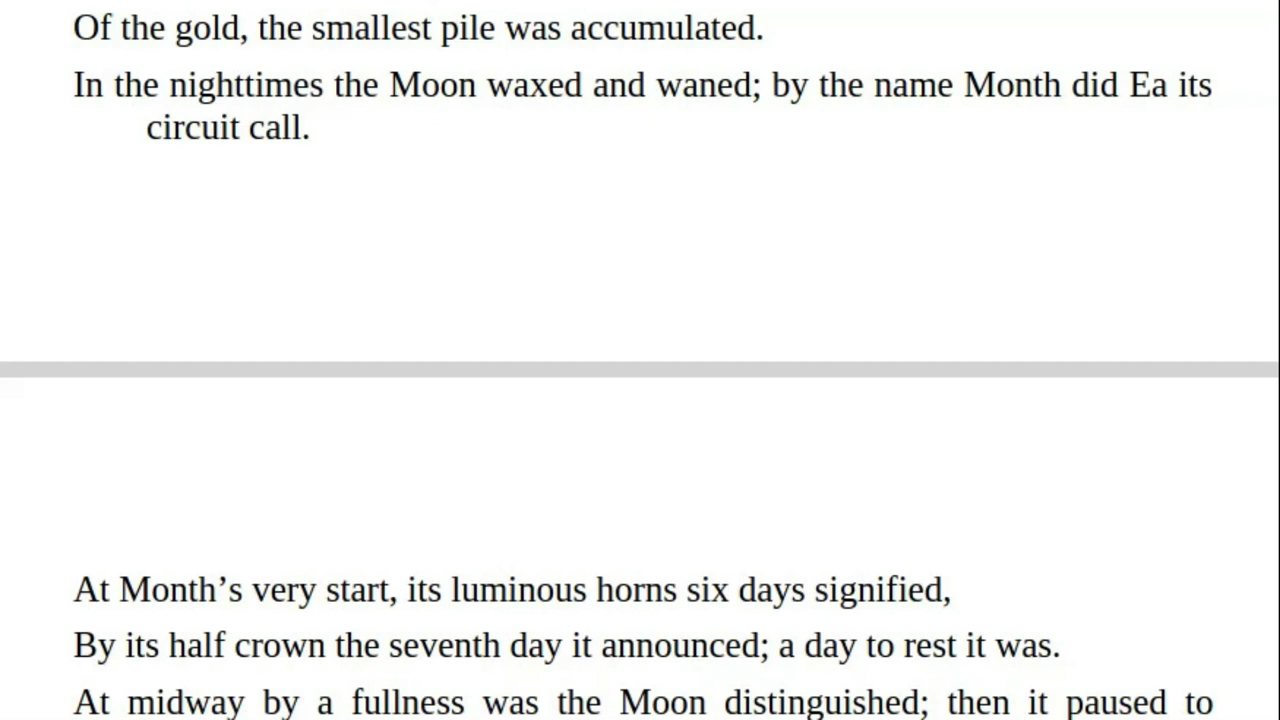 Of the gold, the smallest pile was accumulated.
In the nighttimes the Moon waxed and waned; by the name Month did Ea its
circuit call.
At Month’s very start, its luminous horns six days signified,
By its half crown the seventh day it announced; a day to rest it was.
At midway by a fullness was the Moon distinguished; then it paused to